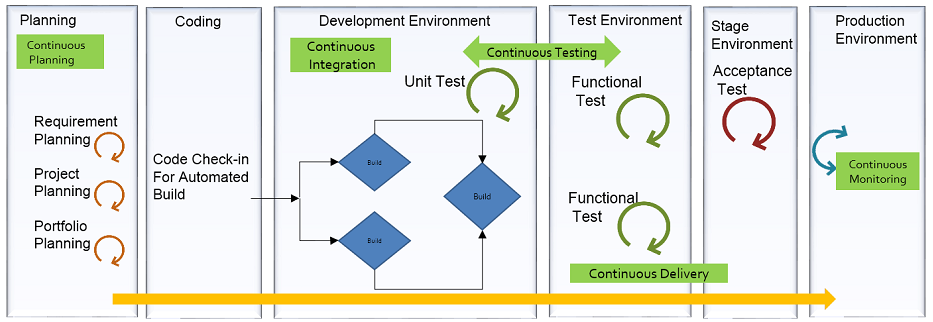 Planning
Continuous
Planning
Requirement
Planning
Project
Planning
Portfolio
Planning
Coding
Code Check-in
For Automated
Build
Development Environment
Continuous
Integration
Continuous Testing
Unit Test
Build
Build
Build
Test Environment
Functional
Test
Functional
Test
Continuous Delivery
Stage
Environment
Acceptance
Test
Production
Environment
Continuous
Monitoring